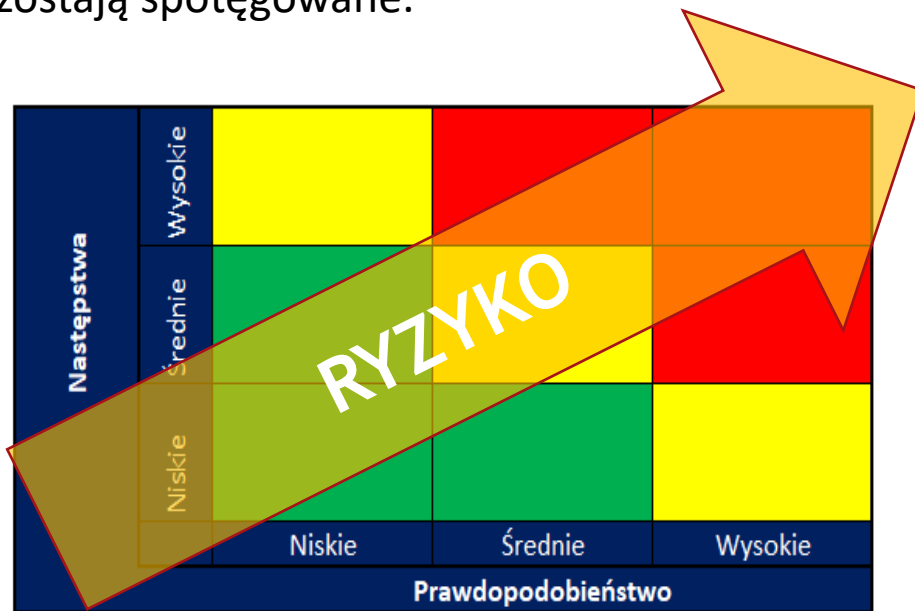 zostają spotęgowane.
Następstwa
Wysokie
Średnie
Niskie
RYZYKO
Niskie Średnie Wysokie
Prawdopodobieństwo